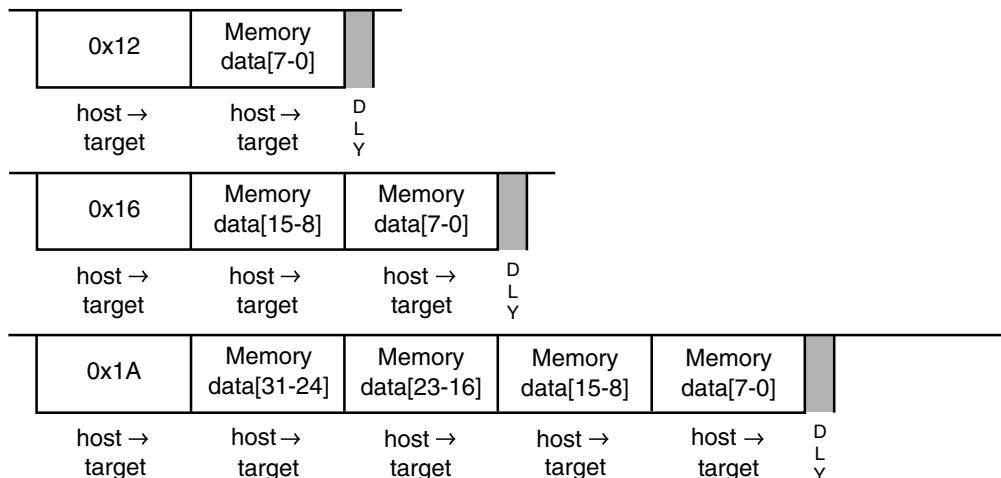 0x12
Memory
data[7-0]
host →
target
host →
target
D
L
Y
0x16
Memory
data[15-8]
Memory
data[7-0]
host →
target
host →
target
host →
target
D
L
Y
0x1A
Memory
data[31-24]
Memory
data[23-16]
Memory
data[15-8]
Memory
data[7-0]
host →
target
host →
target
host →
target
host →
target
host →
target
D
L
Y